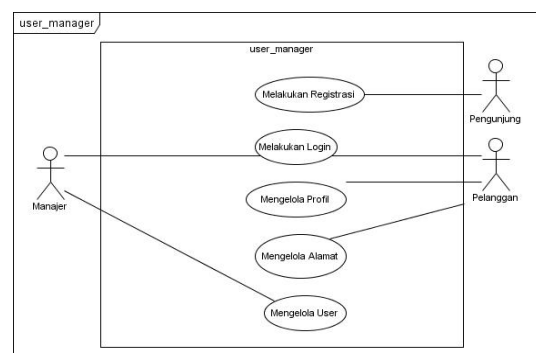 user_manager
user_manager
Melakukan Registrasi
Pengunjung
Melakukan Login
Manajer
Pelanggan
Mengelola Profil
Mengelola Alamat
Mengelola User